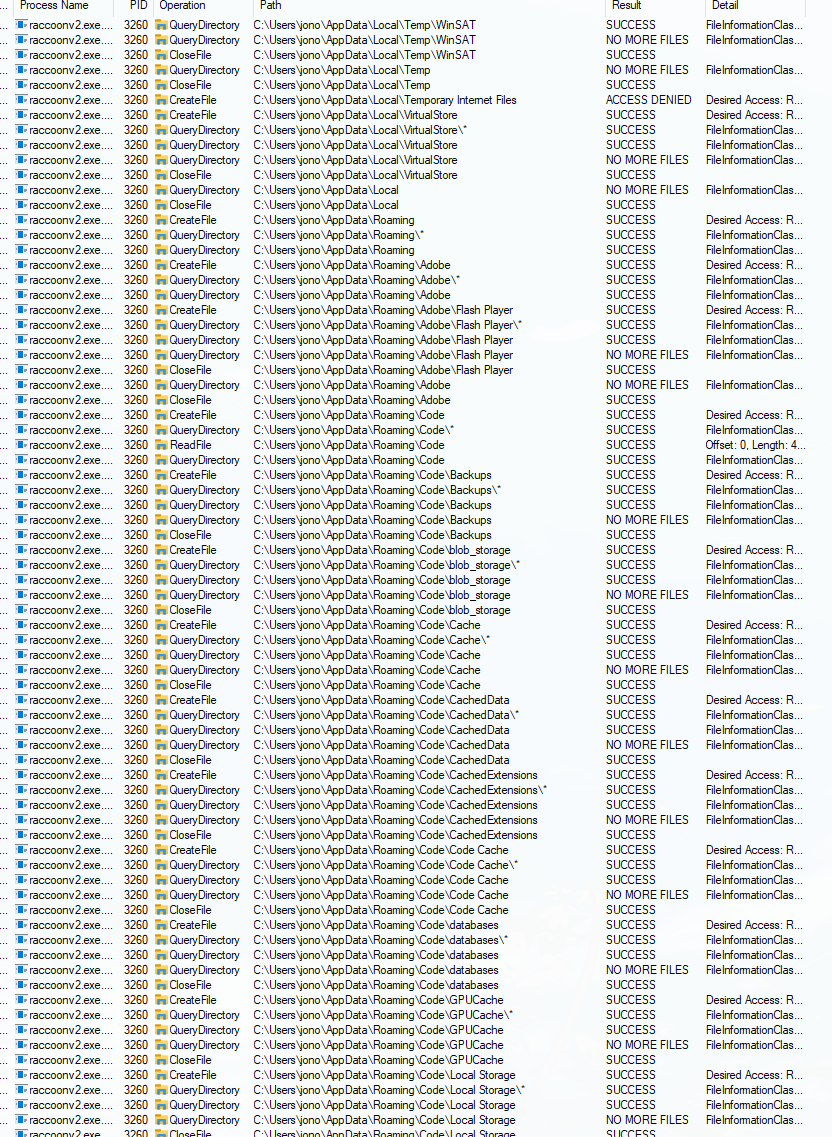 Process Name PID Operation Path Result Detail
... raccoonv2.exe.... 3260 QueryDirectory C:\Users\jono\AppData\Local\Temp\WinSAT SUCCESS FileInformationClas...
... raccoonv2.exe.... 3260 QueryDirectory C:\Users\jono\AppData\Local\Temp\WinSAT NO MORE FILES FileInformationClas...
... raccoonv2.exe.... 3260 CloseFile C:\Users\jono\AppData\Local\Temp\WinSAT SUCCESS
... raccoonv2.exe.... 3260 QueryDirectory C:\Users\jono\AppData\Local\Temp NO MORE FILES FileInformationClas...
... raccoonv2.exe.... 3260 CloseFile C:\Users\jono\AppData\Local\Temp SUCCESS
... raccoonv2.exe.... 3260 CreateFile C:\Users\jono\AppData\Local\Temporary Internet Files ACCESS DENIED Desired Access: R...
... raccoonv2.exe.... 3260 CreateFile C:\Users\jono\AppData\Local\VirtualStore SUCCESS Desired Access: R...
... raccoonv2.exe.... 3260 QueryDirectory C:\Users\jono\AppData\Local\VirtualStore\* SUCCESS FileInformationClas...
... raccoonv2.exe.... 3260 QueryDirectory C:\Users\jono\AppData\Local\VirtualStore SUCCESS FileInformationClas...
... raccoonv2.exe.... 3260 QueryDirectory C:\Users\jono\AppData\Local\VirtualStore NO MORE FILES FileInformationClas...
... raccoonv2.exe.... 3260 CloseFile C:\Users\jono\AppData\Local\VirtualStore SUCCESS
... raccoonv2.exe.... 3260 QueryDirectory C:\Users\jono\AppData\Local NO MORE FILES FileInformationClas...
... raccoonv2.exe.... 3260 CloseFile C:\Users\jono\AppData\Local SUCCESS
... raccoonv2.exe.... 3260 CreateFile C:\Users\jono\AppData\Roaming SUCCESS Desired Access: R...
... raccoonv2.exe.... 3260 QueryDirectory C:\Users\jono\AppData\Roaming\* SUCCESS FileInformationClas...
... raccoonv2.exe.... 3260 QueryDirectory C:\Users\jono\AppData\Roaming SUCCESS FileInformationClas...
... raccoonv2.exe.... 3260 CreateFile C:\Users\jono\AppData\Roaming\Adobe SUCCESS Desired Access: R...
... raccoonv2.exe.... 3260 QueryDirectory C:\Users\jono\AppData\Roaming\Adobe\* SUCCESS FileInformationClas...
... raccoonv2.exe.... 3260 QueryDirectory C:\Users\jono\AppData\Roaming\Adobe SUCCESS FileInformationClas...
... raccoonv2.exe.... 3260 CreateFile C:\Users\jono\AppData\Roaming\Adobe\Flash Player SUCCESS Desired Access: R...
... raccoonv2.exe.... 3260 QueryDirectory C:\Users\jono\AppData\Roaming\Adobe\Flash Player\* SUCCESS FileInformationClas...
... raccoonv2.exe.... 3260 QueryDirectory C:\Users\jono\AppData\Roaming\Adobe\Flash Player SUCCESS FileInformationClas...
... raccoonv2.exe.... 3260 QueryDirectory C:\Users\jono\AppData\Roaming\Adobe\Flash Player NO MORE FILES FileInformationClas...
... raccoonv2.exe.... 3260 CloseFile C:\Users\jono\AppData\Roaming\Adobe\Flash Player SUCCESS
... raccoonv2.exe.... 3260 QueryDirectory C:\Users\jono\AppData\Roaming\Adobe NO MORE FILES FileInformationClas...
... raccoonv2.exe.... 3260 CloseFile C:\Users\jono\AppData\Roaming\Adobe SUCCESS
... raccoonv2.exe.... 3260 CreateFile C:\Users\jono\AppData\Roaming\Code SUCCESS Desired Access: R...
... raccoonv2.exe.... 3260 QueryDirectory C:\Users\jono\AppData\Roaming\Code\* SUCCESS FileInformationClas...
... raccoonv2.exe.... 3260 ReadFile C:\Users\jono\AppData\Roaming\Code SUCCESS Offset: 0, Length: 4...
... raccoonv2.exe.... 3260 QueryDirectory C:\Users\jono\AppData\Roaming\Code SUCCESS FileInformationClas...
... raccoonv2.exe.... 3260 CreateFile C:\Users\jono\AppData\Roaming\Code\Backups SUCCESS Desired Access: R...
... raccoonv2.exe.... 3260 QueryDirectory C:\Users\jono\AppData\Roaming\Code\Backups\* SUCCESS FileInformationClas...
... raccoonv2.exe.... 3260 QueryDirectory C:\Users\jono\AppData\Roaming\Code\Backups SUCCESS FileInformationClas...
... raccoonv2.exe.... 3260 QueryDirectory C:\Users\jono\AppData\Roaming\Code\Backups NO MORE FILES FileInformationClas...
... raccoonv2.exe.... 3260 CloseFile C:\Users\jono\AppData\Roaming\Code\Backups SUCCESS
... raccoonv2.exe.... 3260 CreateFile C:\Users\jono\AppData\Roaming\Code\blob_storage SUCCESS Desired Access: R...
... raccoonv2.exe.... 3260 QueryDirectory C:\Users\jono\AppData\Roaming\Code\blob_storage\* SUCCESS FileInformationClas...
... raccoonv2.exe.... 3260 QueryDirectory C:\Users\jono\AppData\Roaming\Code\blob_storage SUCCESS FileInformationClas...
... raccoonv2.exe.... 3260 QueryDirectory C:\Users\jono\AppData\Roaming\Code\blob_storage NO MORE FILES FileInformationClas...
... raccoonv2.exe.... 3260 CloseFile C:\Users\jono\AppData\Roaming\Code\blob_storage SUCCESS
... raccoonv2.exe.... 3260 CreateFile C:\Users\jono\AppData\Roaming\Code\Cache SUCCESS Desired Access: R...
... raccoonv2.exe.... 3260 QueryDirectory C:\Users\jono\AppData\Roaming\Code\Cache\* SUCCESS FileInformationClas...
... raccoonv2.exe.... 3260 QueryDirectory C:\Users\jono\AppData\Roaming\Code\Cache SUCCESS FileInformationClas...
... raccoonv2.exe.... 3260 QueryDirectory C:\Users\jono\AppData\Roaming\Code\Cache NO MORE FILES FileInformationClas...
... raccoonv2.exe.... 3260 CloseFile C:\Users\jono\AppData\Roaming\Code\Cache SUCCESS
... raccoonv2.exe.... 3260 CreateFile C:\Users\jono\AppData\Roaming\Code\CachedData SUCCESS Desired Access: R...
... raccoonv2.exe.... 3260 QueryDirectory C:\Users\jono\AppData\Roaming\Code\CachedData\* SUCCESS FileInformationClas...
... raccoonv2.exe.... 3260 QueryDirectory C:\Users\jono\AppData\Roaming\Code\CachedData SUCCESS FileInformationClas...
... raccoonv2.exe.... 3260 QueryDirectory C:\Users\jono\AppData\Roaming\Code\CachedData NO MORE FILES FileInformationClas...
... raccoonv2.exe.... 3260 CloseFile C:\Users\jono\AppData\Roaming\Code\CachedData SUCCESS
... raccoonv2.exe.... 3260 CreateFile C:\Users\jono\AppData\Roaming\Code\CachedExtensions SUCCESS Desired Access: R...
... raccoonv2.exe.... 3260 QueryDirectory C:\Users\jono\AppData\Roaming\Code\CachedExtensions\* SUCCESS FileInformationClas...
... raccoonv2.exe.... 3260 QueryDirectory C:\Users\jono\AppData\Roaming\Code\CachedExtensions SUCCESS FileInformationClas...
... raccoonv2.exe.... 3260 QueryDirectory C:\Users\jono\AppData\Roaming\Code\CachedExtensions NO MORE FILES FileInformationClas...
... raccoonv2.exe.... 3260 CloseFile C:\Users\jono\AppData\Roaming\Code\CachedExtensions SUCCESS
... raccoonv2.exe.... 3260 CreateFile C:\Users\jono\AppData\Roaming\Code\Code Cache SUCCESS Desired Access: R...
... raccoonv2.exe.... 3260 QueryDirectory C:\Users\jono\AppData\Roaming\Code\Code Cache\* SUCCESS FileInformationClas...
... raccoonv2.exe.... 3260 QueryDirectory C:\Users\jono\AppData\Roaming\Code\Code Cache SUCCESS FileInformationClas...
... raccoonv2.exe.... 3260 QueryDirectory C:\Users\jono\AppData\Roaming\Code\Code Cache NO MORE FILES FileInformationClas...
... raccoonv2.exe.... 3260 CloseFile C:\Users\jono\AppData\Roaming\Code\Code Cache SUCCESS
... raccoonv2.exe.... 3260 CreateFile C:\Users\jono\AppData\Roaming\Code\databases SUCCESS Desired Access: R...
... raccoonv2.exe.... 3260 QueryDirectory C:\Users\jono\AppData\Roaming\Code\databases\* SUCCESS FileInformationClas...
... raccoonv2.exe.... 3260 QueryDirectory C:\Users\jono\AppData\Roaming\Code\databases SUCCESS FileInformationClas...
... raccoonv2.exe.... 3260 QueryDirectory C:\Users\jono\AppData\Roaming\Code\databases NO MORE FILES FileInformationClas...
... raccoonv2.exe.... 3260 CloseFile C:\Users\jono\AppData\Roaming\Code\databases SUCCESS
... raccoonv2.exe.... 3260 CreateFile C:\Users\jono\AppData\Roaming\Code\GPUCache SUCCESS Desired Access: R...
... raccoonv2.exe.... 3260 QueryDirectory C:\Users\jono\AppData\Roaming\Code\GPUCache\* SUCCESS FileInformationClas...
... raccoonv2.exe.... 3260 QueryDirectory C:\Users\jono\AppData\Roaming\Code\GPUCache SUCCESS FileInformationClas...
... raccoonv2.exe.... 3260 QueryDirectory C:\Users\jono\AppData\Roaming\Code\GPUCache NO MORE FILES FileInformationClas...
... raccoonv2.exe.... 3260 CloseFile C:\Users\jono\AppData\Roaming\Code\GPUCache SUCCESS
... raccoonv2.exe.... 3260 CreateFile C:\Users\jono\AppData\Roaming\Code\Local Storage SUCCESS Desired Access: R...
... raccoonv2.exe.... 3260 QueryDirectory C:\Users\jono\AppData\Roaming\Code\Local Storage\* SUCCESS FileInformationClas...
... raccoonv2.exe.... 3260 QueryDirectory C:\Users\jono\AppData\Roaming\Code\Local Storage SUCCESS FileInformationClas...
... raccoonv2.exe.... 3260 QueryDirectory C:\Users\jono\AppData\Roaming\Code\Local Storage NO MORE FILES FileInformationClas...
... raccoonv2.exe.... 3260 CloseFile C:\Users\jono\AppData\Roaming\Code\Local Storage SUCCESS